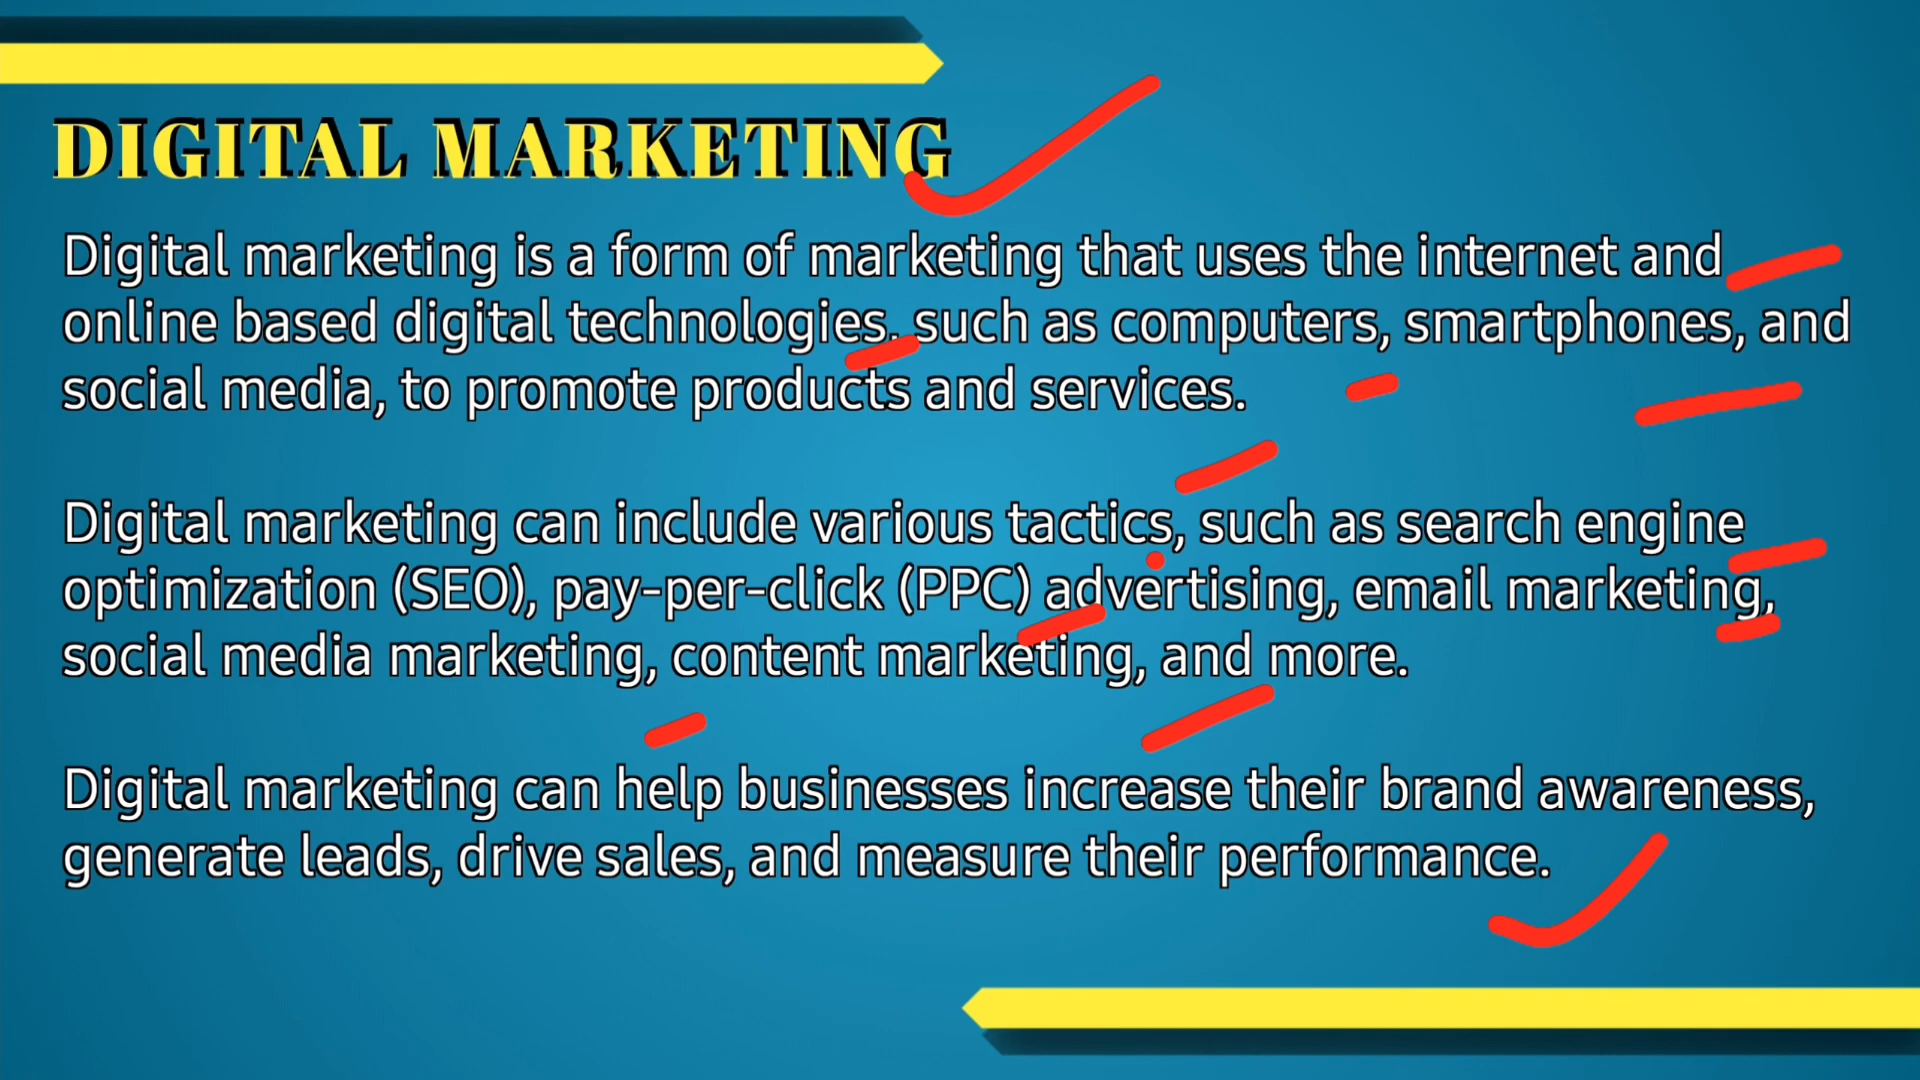 DIGITAL MARKETING
Digital marketing is a form of marketing that uses the internet and
online based digital technologies, such as computers, smartphones, and
social media, to promote products and services.
Digital marketing can include various tactics, such as search engine
optimization (SEO), pay-per-click (PPC) advertising, email marketing,
social media marketing, content marketing, and more.
Digital marketing can help businesses increase their brand awareness,
generate leads, drive sales, and measure their performance.